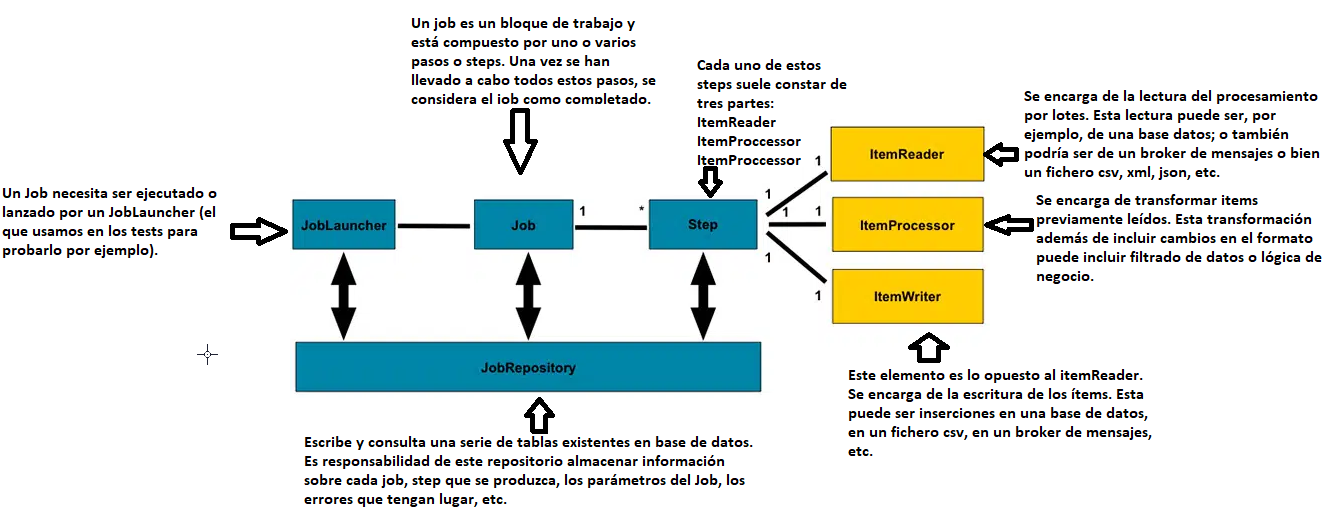 Un job es un bloque de trabajo y
está compuesto por uno o varios
pasos o steps. Una vez se han
llevado a cabo todos estos pasos, se
considera el job como completado.
Cada uno de estos
steps suele constar de
tres partes:
ItemReader
ItemProccessor
ItemProccessor
Se encarga de la lectura del procesamiento
por lotes. Esta lectura puede ser, por
ejemplo, de una base datos; o también
podría ser de un broker de mensajes o bien
un fichero csv, xml, json, etc.
Un Job necesita ser ejecutado o
lanzado por un JobLauncher (el
que usamos en los tests para
probarlo por ejemplo).
JobLauncher
Job
1
*
Step
1
1
ItemReader
1
1
ItemProcessor
1
1
ItemWriter
Se encarga de transformar items
previamente leídos. Esta transformación
además de incluir cambios en el formato
puede incluir filtrado de datos o lógica de
negocio.
JobRepository
Este elemento es lo opuesto al itemReader.
Se encarga de la escritura de los ítems. Esta
puede ser inserciones en una base de datos,
en un fichero csv, en un broker de mensajes,
etc.
Escribe y consulta una serie de tablas existentes en base de datos.
Es responsabilidad de este repositorio almacenar información
sobre cada job, step que se produzca, los parámetros del Job, los
errores que tengan lugar, etc.